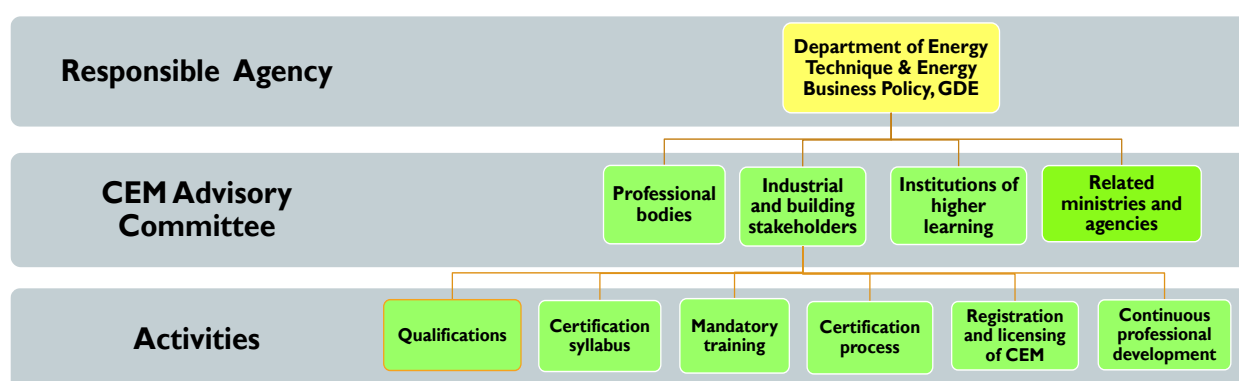 Responsible Agency
Department of Energy
Technique & Energy
Business Policy, GDE
CEM Advisory
Committee
Professional
bodies
Industrial
and building
stakeholders
Institutions of
higher
learning
Related
ministries and
agencies
Activities
Qualifications
Certification
syllabus
Mandatory
training
Certification
process
Registration
and licensing
of CEM
Continuous
professional
development